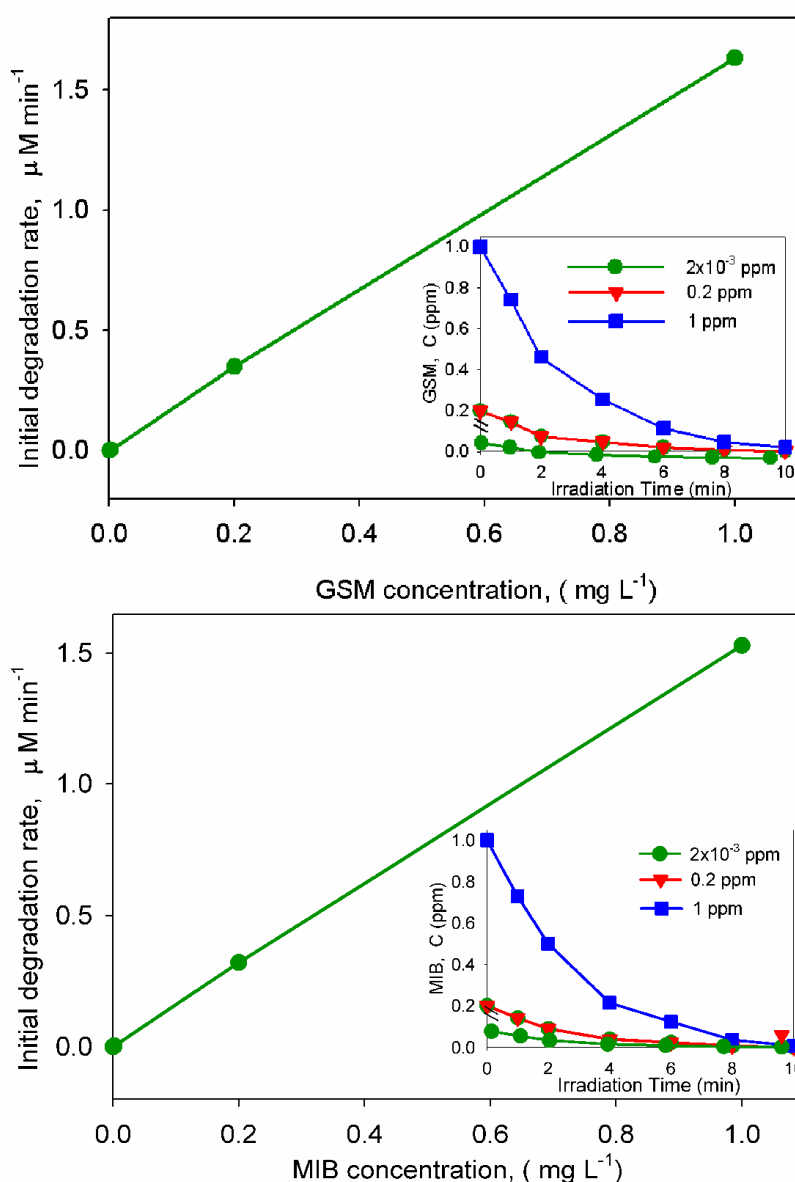 Initial degradation rate, μ M min⁻¹
1.5
1.0
0.5
0.0
0.0 0.2 0.4 0.6 0.8 1.0
GSM concentration, ( mg L⁻¹)
GSM, C (ppm)
1.0
0.8
0.6
0.4
0.2
0.0
0 2 4 6 8 10
Irradiation Time (min)
2x10⁻³ ppm
0.2 ppm
1 ppm
Initial degradation rate, μ M min⁻¹
1.5
1.0
0.5
0.0
0.0 0.2 0.4 0.6 0.8 1.0
MIB concentration, ( mg L⁻¹)
MIB, C (ppm)
1.0
0.8
0.6
0.4
0.2
0.0
0 2 4 6 8 10
Irradiation Time (min)
2x10⁻³ ppm
0.2 ppm
1 ppm